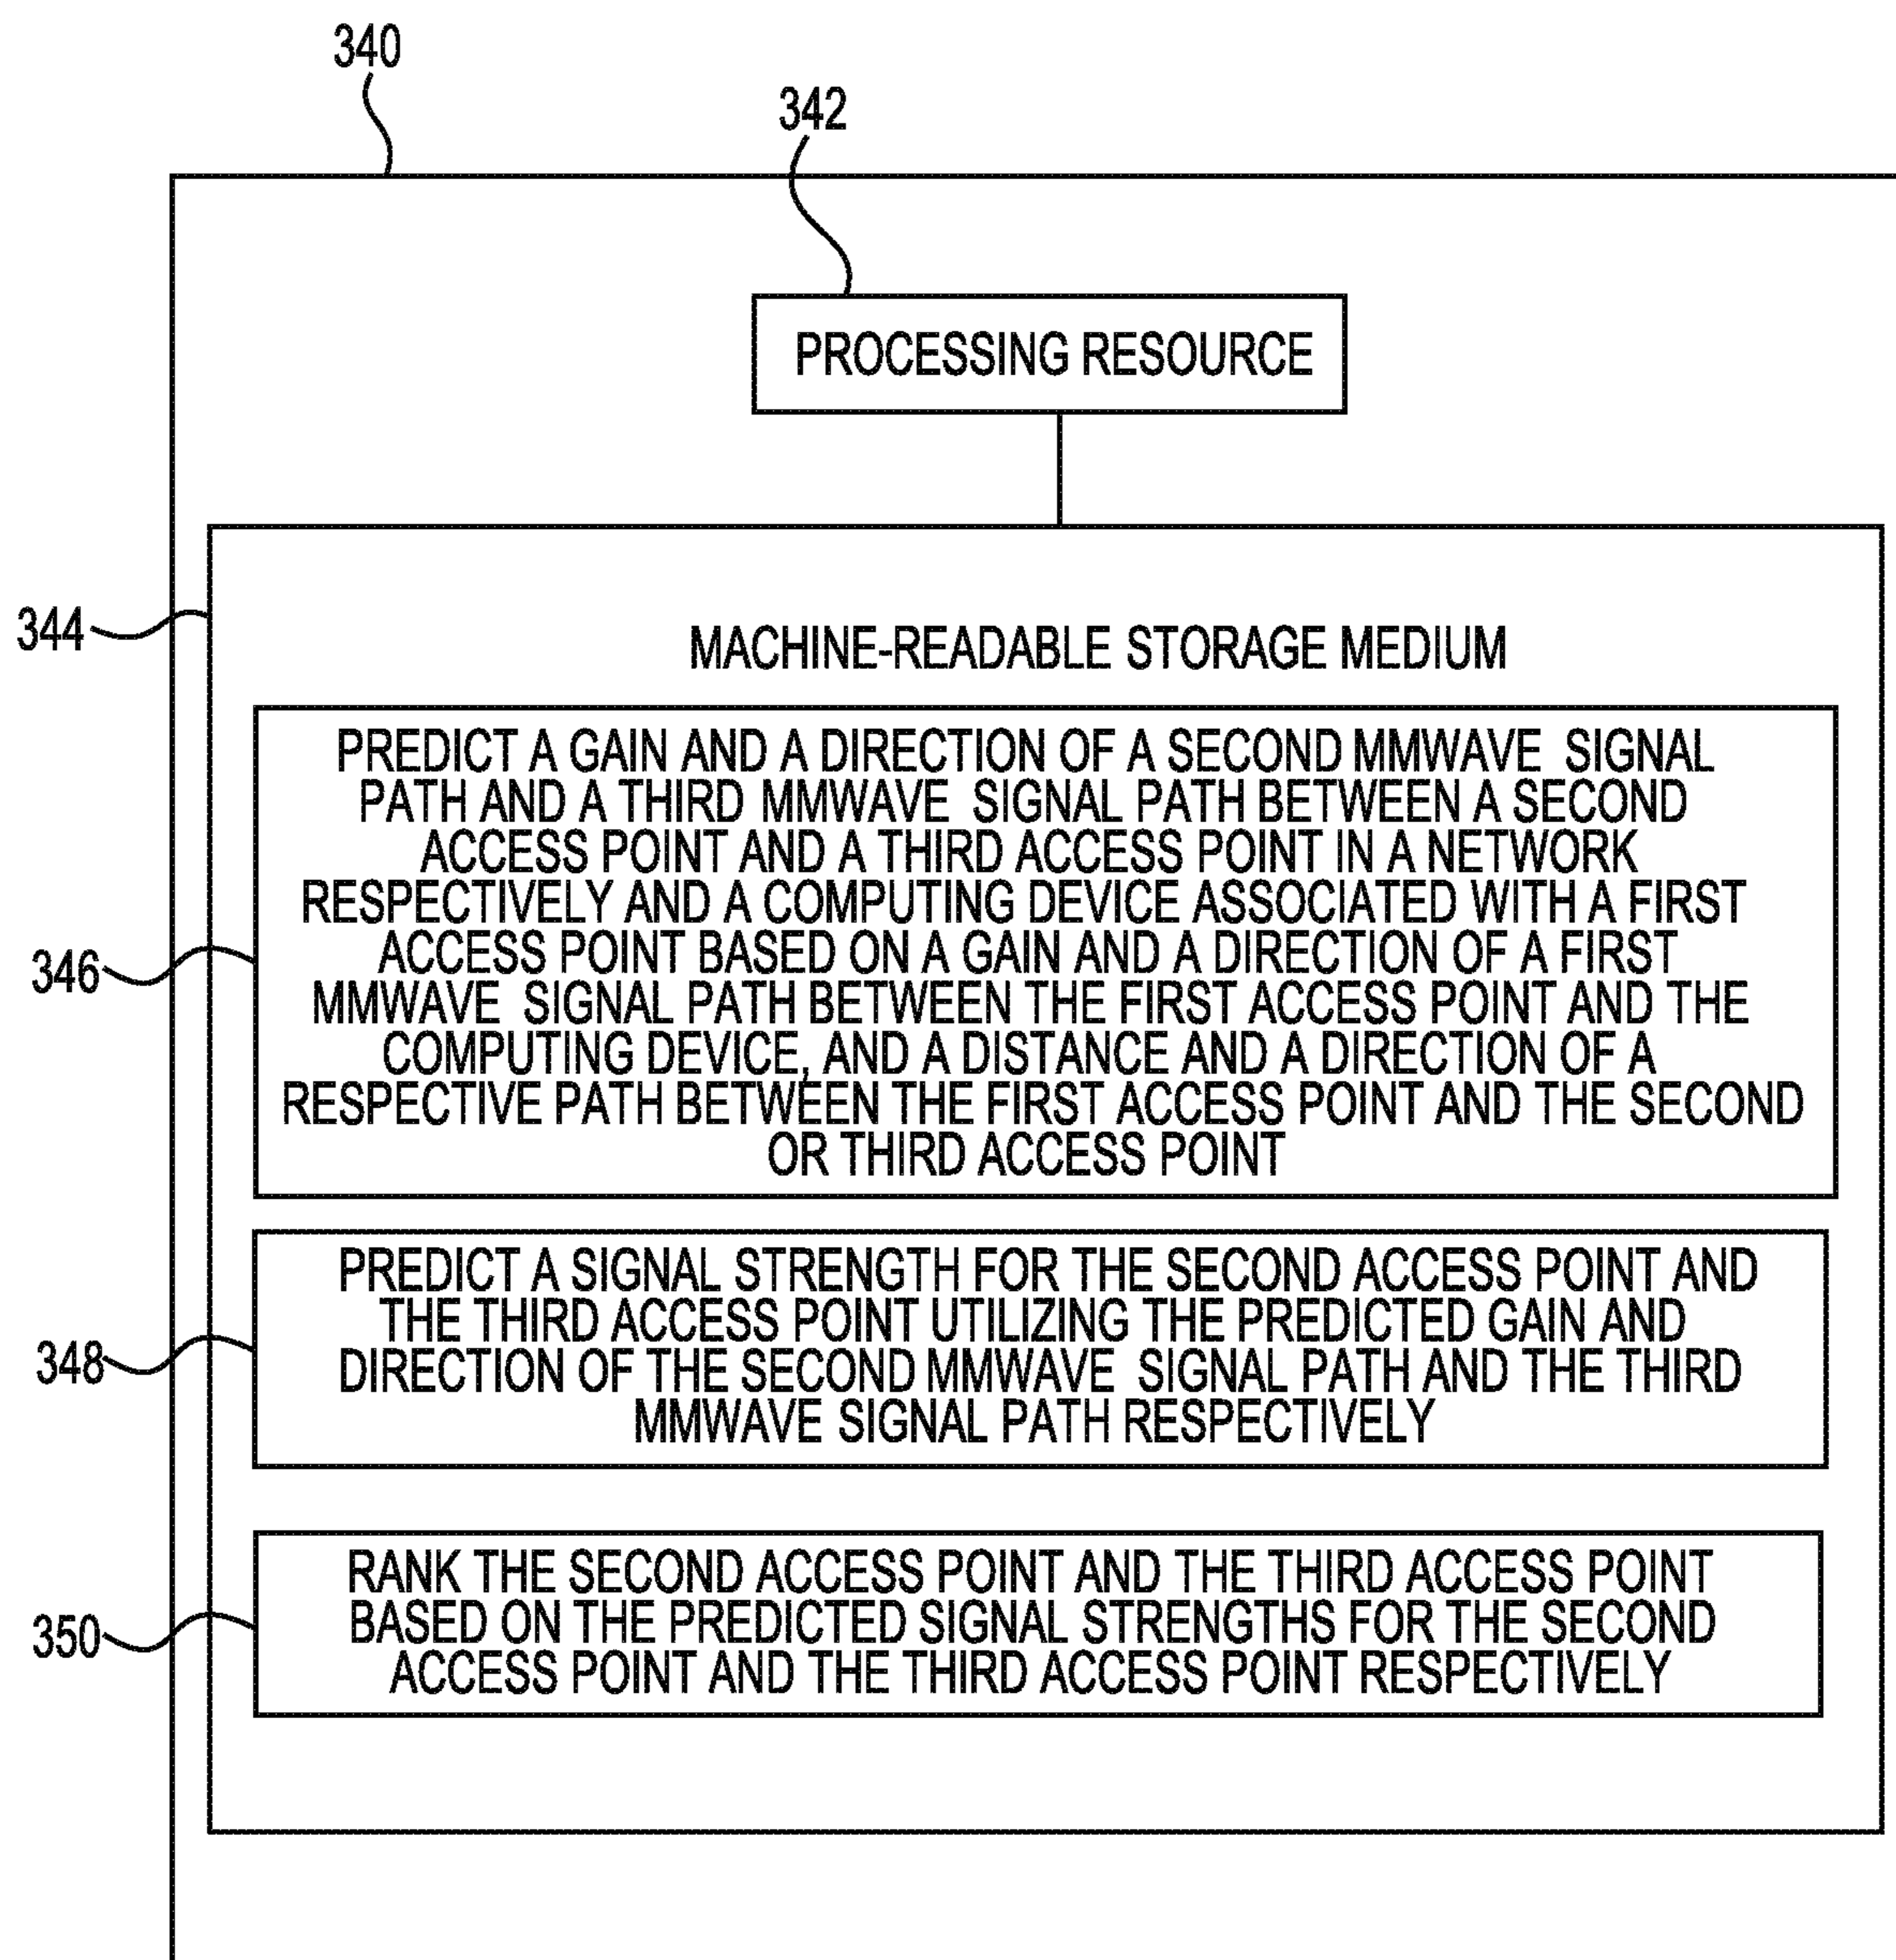 340
342
PROCESSING RESOURCE
344
MACHINE-READABLE STORAGE MEDIUM
PREDICT A GAIN AND A DIRECTION OF A SECOND MMWAVE SIGNAL
PATH AND A THIRD MMWAVE SIGNAL PATH BETWEEN A SECOND
ACCESS POINT AND A THIRD ACCESS POINT IN A NETWORK
RESPECTIVELY AND A COMPUTING DEVICE ASSOCIATED WITH A FIRST
ACCESS POINT BASED ON A GAIN AND A DIRECTION OF A FIRST
346
MMWAVE SIGNAL PATH BETWEEN THE FIRST ACCESS POINT AND THE
COMPUTING DEVICE, AND A DISTANCE AND A DIRECTION OF A
RESPECTIVE PATH BETWEEN THE FIRST ACCESS POINT AND THE SECOND
OR THIRD ACCESS POINT
PREDICT A SIGNAL STRENGTH FOR THE SECOND ACCESS POINT AND
THE THIRD ACCESS POINT UTILIZING THE PREDICTED GAIN AND
348
DIRECTION OF THE SECOND MMWAVE SIGNAL PATH AND THE THIRD
MMWAVE SIGNAL PATH RESPECTIVELY
RANK THE SECOND ACCESS POINT AND THE THIRD ACCESS POINT
350
BASED ON THE PREDICTED SIGNAL STRENGTHS FOR THE SECOND
ACCESS POINT AND THE THIRD ACCESS POINT RESPECTIVELY